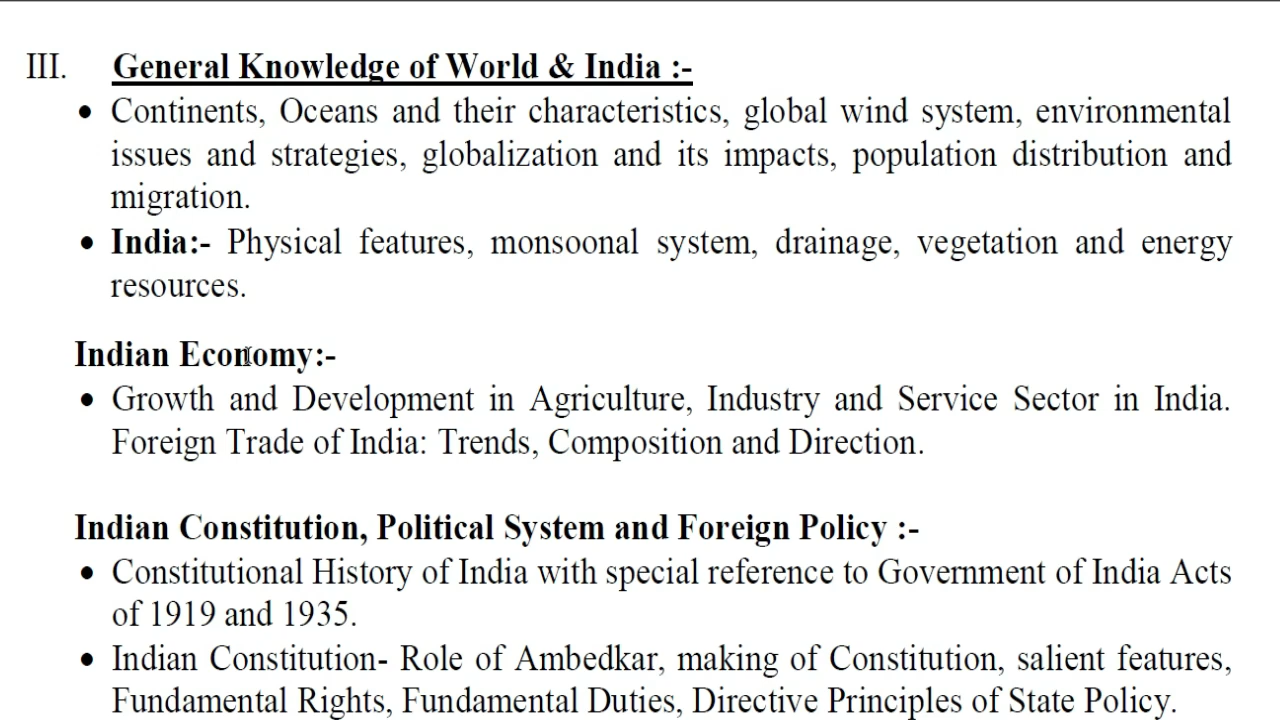 III. General Knowledge of World & India :-
• Continents, Oceans and their characteristics, global wind system, environmental
issues and strategies, globalization and its impacts, population distribution and
migration.
• India:- Physical features, monsoonal system, drainage, vegetation and energy
resources.
Indian Economy:-
• Growth and Development in Agriculture, Industry and Service Sector in India.
Foreign Trade of India: Trends, Composition and Direction.
Indian Constitution, Political System and Foreign Policy :-
• Constitutional History of India with special reference to Government of India Acts
of 1919 and 1935.
• Indian Constitution- Role of Ambedkar, making of Constitution, salient features,
Fundamental Rights, Fundamental Duties, Directive Principles of State Policy.